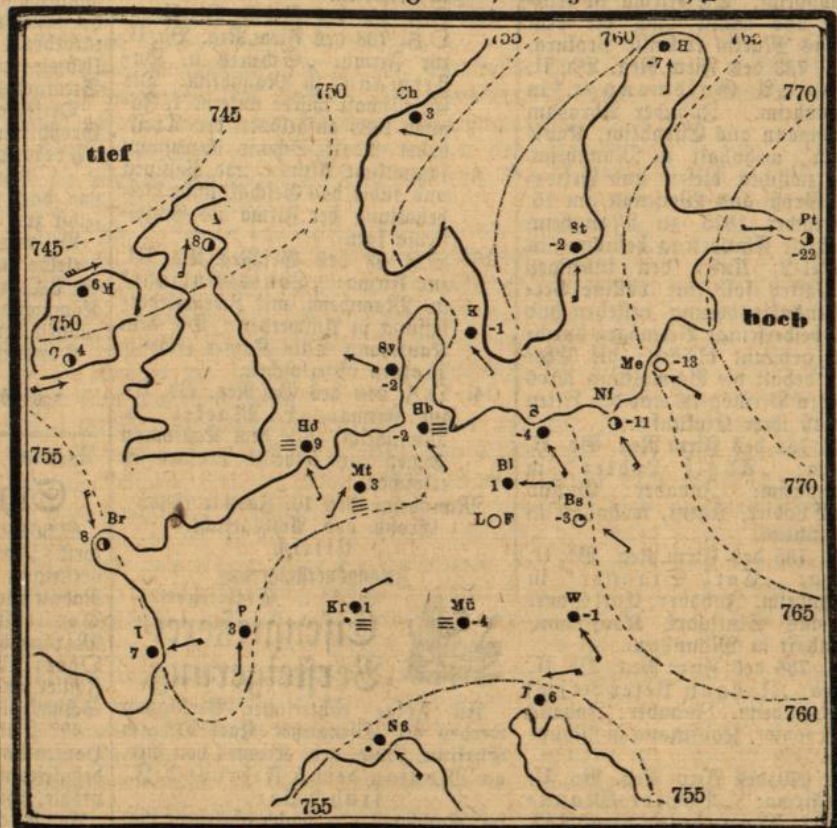 755
760
H
-7
770
765
750
Ch
3
745
tief
8
St
-2
Pt
-22
745
M
6
750
4
K
-1
hoch
Sy
-2
Me
-13
Nf
-11
Hb
-2
Hd
9
-4
755
Mt
3
Bl
1
770
Bs
-3
L F
Br
8
765
Kr
1
Mü
-4
W
-1
P
3
7
T
6
760
N 6
755
755